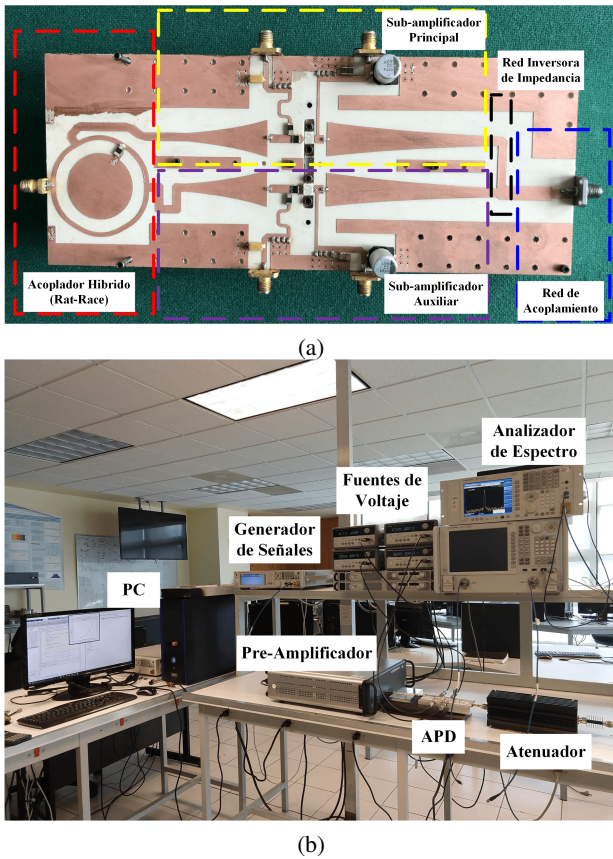 Sub-amplificador
Principal
Red Inversora
de Impedancia
Acoplador Hibrido
(Rat-Race)
Sub-amplificador
Auxiliar
Red de
Acoplamiento
(a)
Analizador
de Espectro
Fuentes de
Voltaje
Generador
de Señales
PC
Pre-Amplificador
APD
Atenuador
(b)